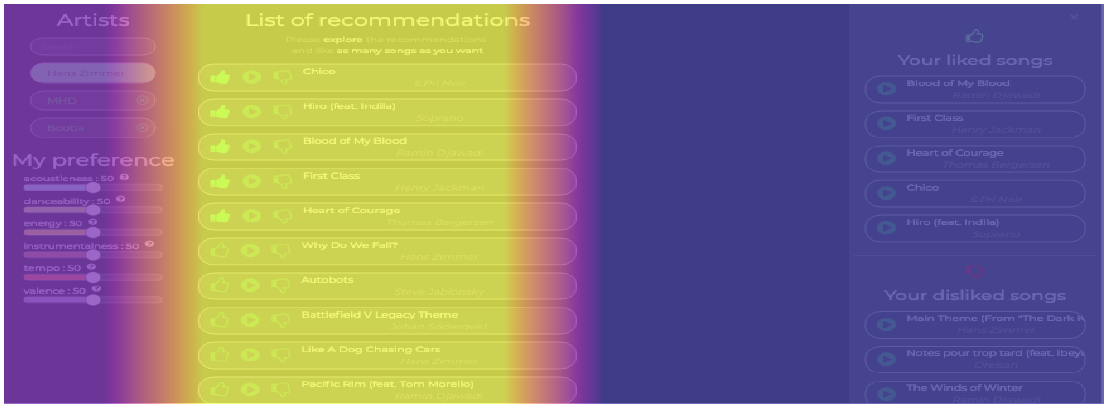 Artists
Hans Zimmer
MHD
Booba
My preference
acousticness : 50
danceability : 50
energy : 50
instrumentalness : 50
tempo : 50
valence : 50
List of recommendations
Please explore the recommendations
and like as many songs as you want
Chico
Hiro (feat. Indila)
Soprano
Blood of My Blood
Ramin Djawadi
First Class
Henry Jackman
Heart of Courage
Thomas Bergersen
Why Do We Fall?
Hans Zimmer
Autobots
Steve Jablonsky
Battlefield V Legacy Theme
Johan Söderqvist
Like A Dog Chasing Cars
Hans Zimmer
Pacific Rim (feat. Tom Morello)
Ramin Djawadi
Your liked songs
Blood of My Blood
Ramin Djawadi
First Class
Henry Jackman
Heart of Courage
Thomas Bergersen
Chico
Hiro (feat. Indila)
Soprano
Your disliked songs
Main Theme (From "The Dark
Hans Zimmer
Notes pour trop tard (feat. Ibeyi
Orelsan
The Winds of Winter
Ramin Djawadi